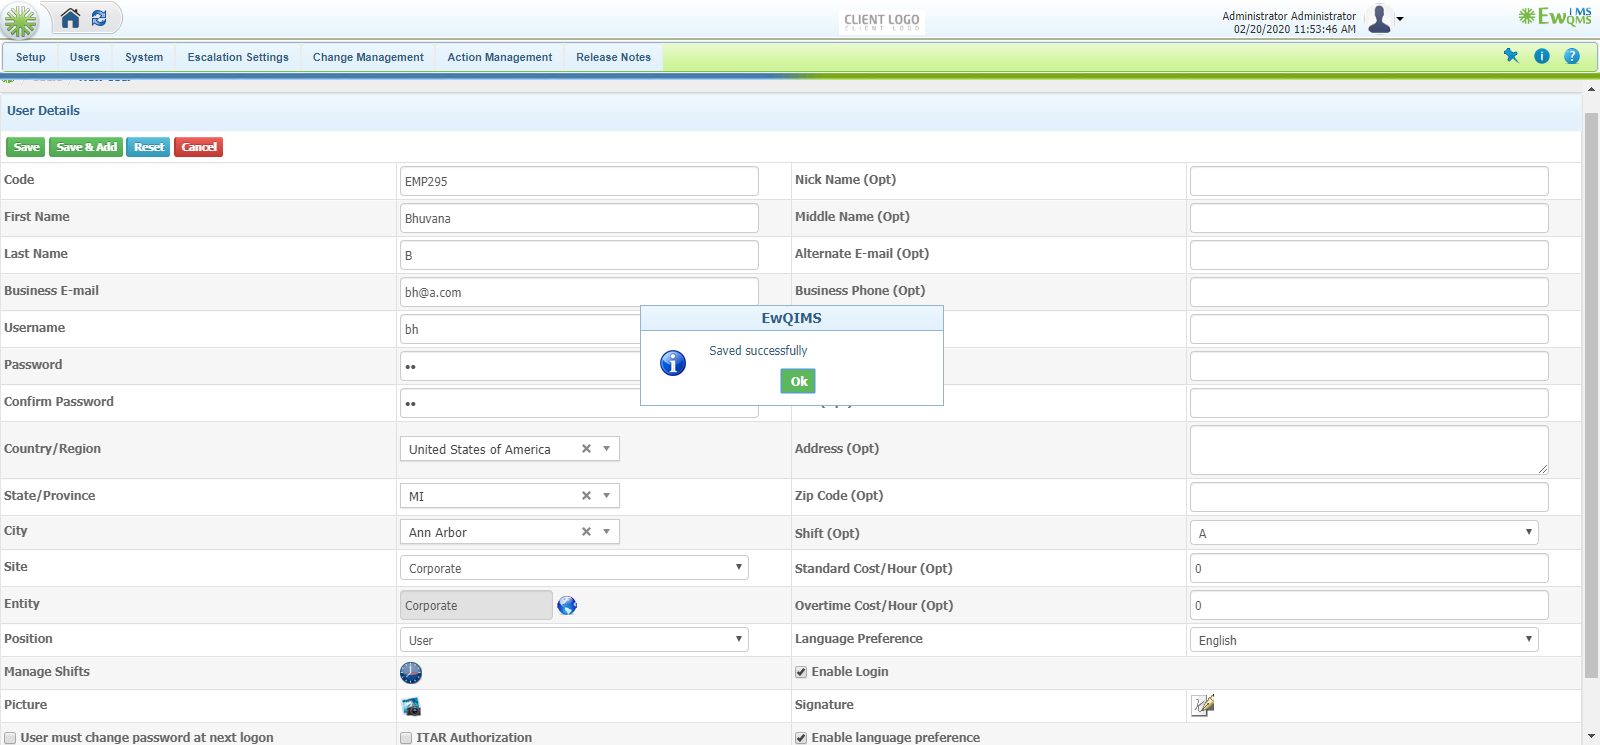 CLIENT LOGO
Administrator Administrator
02/20/2020 11:53:46 AM
EwQIMS
Setup Users System Escalation Settings Change Management Action Management Release Notes
User Details
Save Save & Add Reset Cancel
Code EMP295 Nick Name (Opt)
First Name Bhuvana Middle Name (Opt)
Last Name B Alternate E-mail (Opt)
Business E-mail bh@a.com Business Phone (Opt)
EwQIMS
Username bh
Saved successfully
Password ••
Ok
Confirm Password ••
Country/Region United States of America Address (Opt)
State/Province MI Zip Code (Opt)
City Ann Arbor Shift (Opt) A
Site Corporate Standard Cost/Hour (Opt) 0
Entity Corporate Overtime Cost/Hour (Opt) 0
Position User Language Preference English
Manage Shifts Enable Login
Picture Signature
User must change password at next logon ITAR Authorization Enable language preference